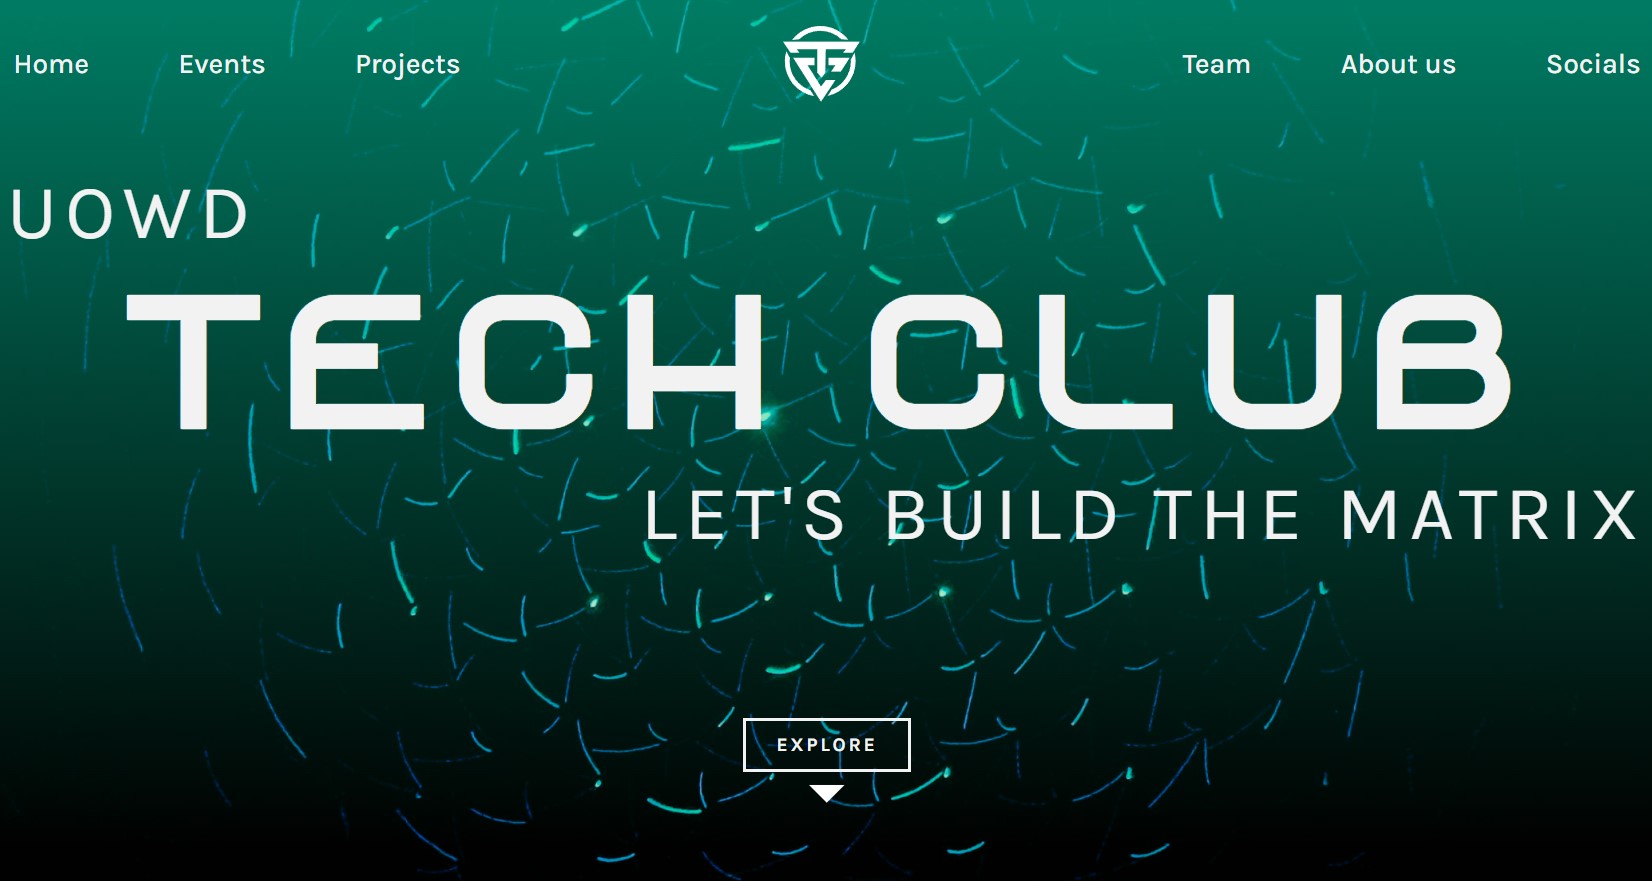 Home Events Projects Team About us Socials
UOWD
TECH CLUB
LET'S BUILD THE MATRIX
EXPLORE